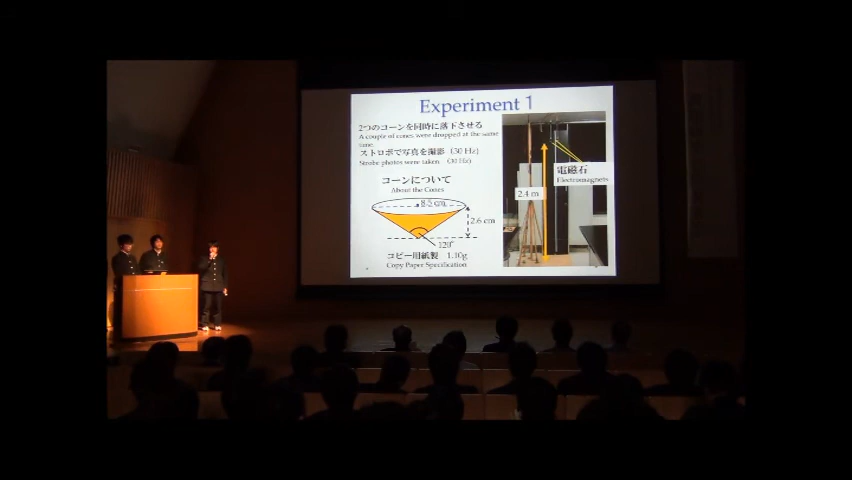 Experiment 1
2つのコーンを同時に落下させる
A couple of cones were dropped at the same
time.
ストロボで写真を撮影 (30 Hz)
Strobe photos were taken. (30 Hz)
コーンについて
About the Cones
8.5 cm
2.6 cm
120°
コピー用紙製 1.10g
Copy Paper Specification
電磁石
Electromagnets
2.4 m